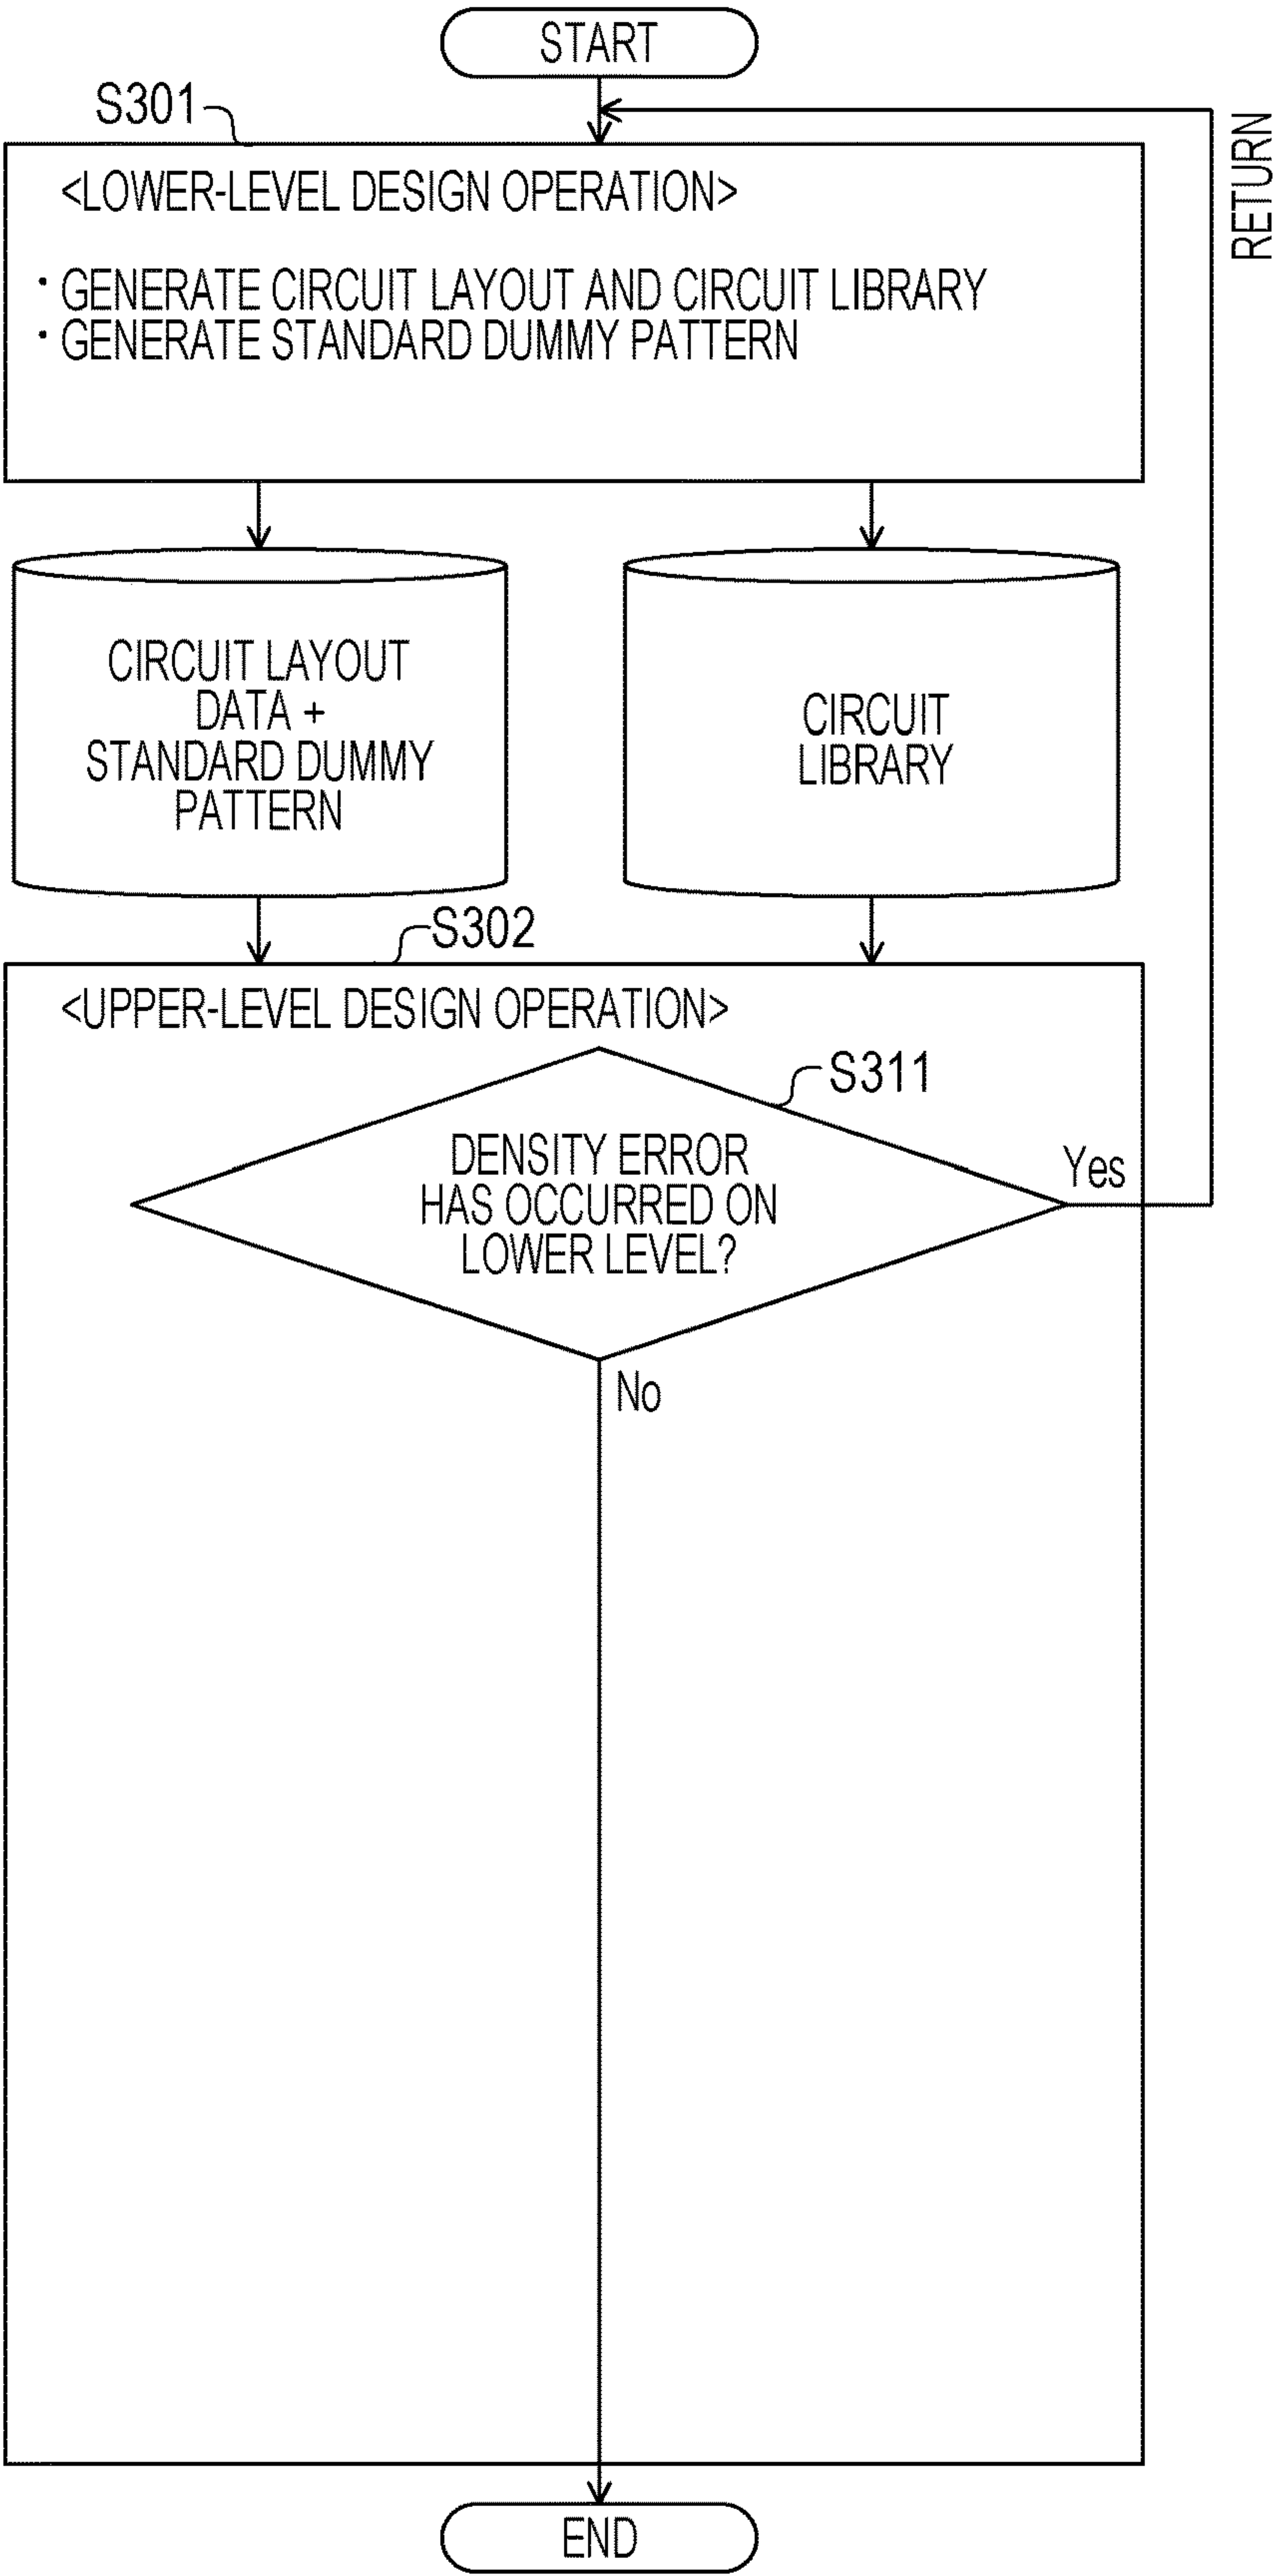 START
S301
RETURN
<LOWER-LEVEL DESIGN OPERATION>
· GENERATE CIRCUIT LAYOUT AND CIRCUIT LIBRARY
· GENERATE STANDARD DUMMY PATTERN
CIRCUIT LAYOUT
DATA +
STANDARD DUMMY
PATTERN
CIRCUIT
LIBRARY
S302
<UPPER-LEVEL DESIGN OPERATION>
S311
DENSITY ERROR
HAS OCCURRED ON
LOWER LEVEL?
Yes
No
END